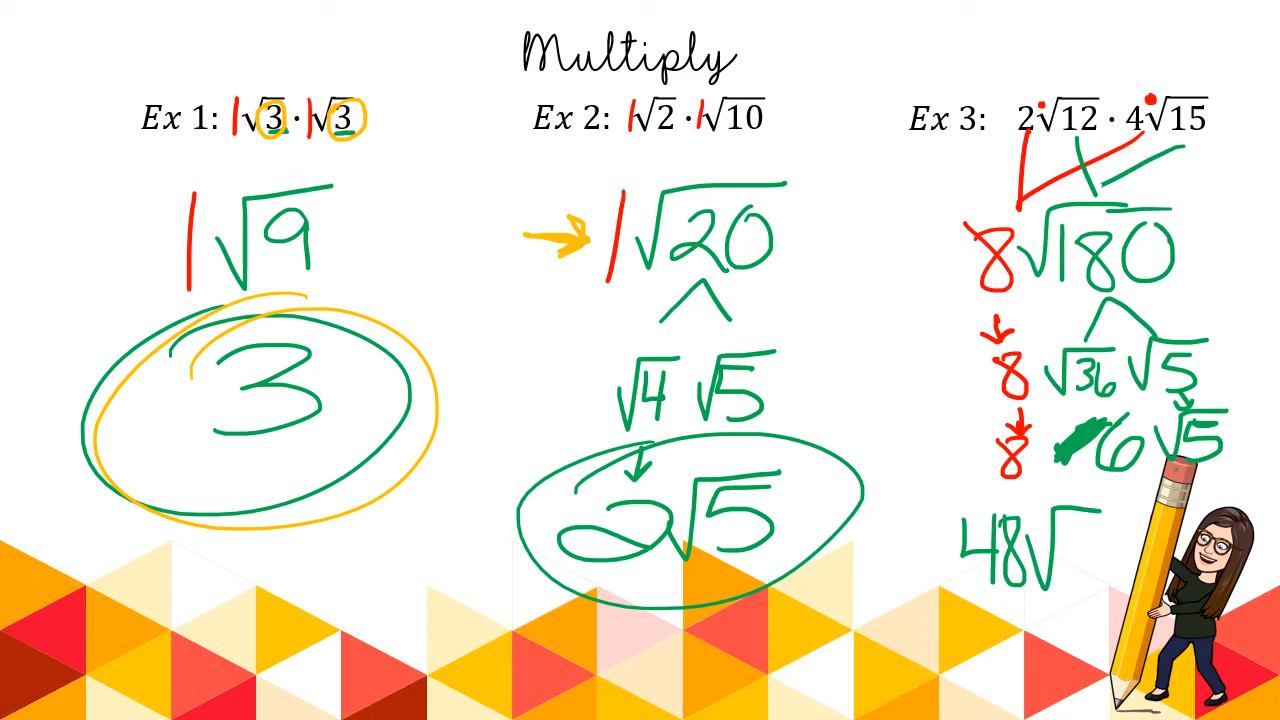 Multiply
Ex 1: 1√3 · 1√3
1√9
3
Ex 2: 1√2 · 1√10
1√20
√4 √5
2√5
Ex 3: 2√12 · 4√15
8√180
8 √36 √5
8 6 √5
48√